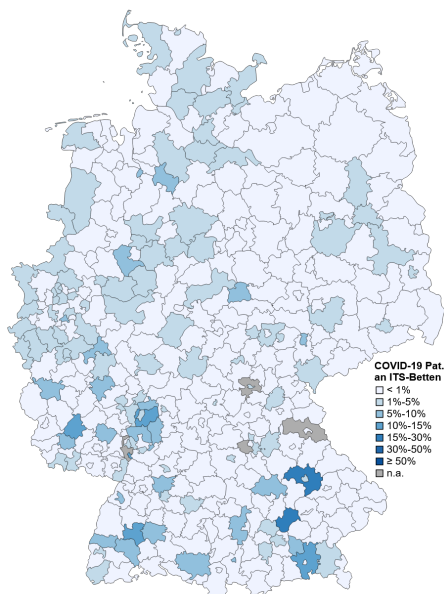 COVID-19 Pat.
an ITS-Betten
< 1%
1%-5%
5%-10%
10%-15%
15%-30%
30%-50%
≥ 50%
n.a.